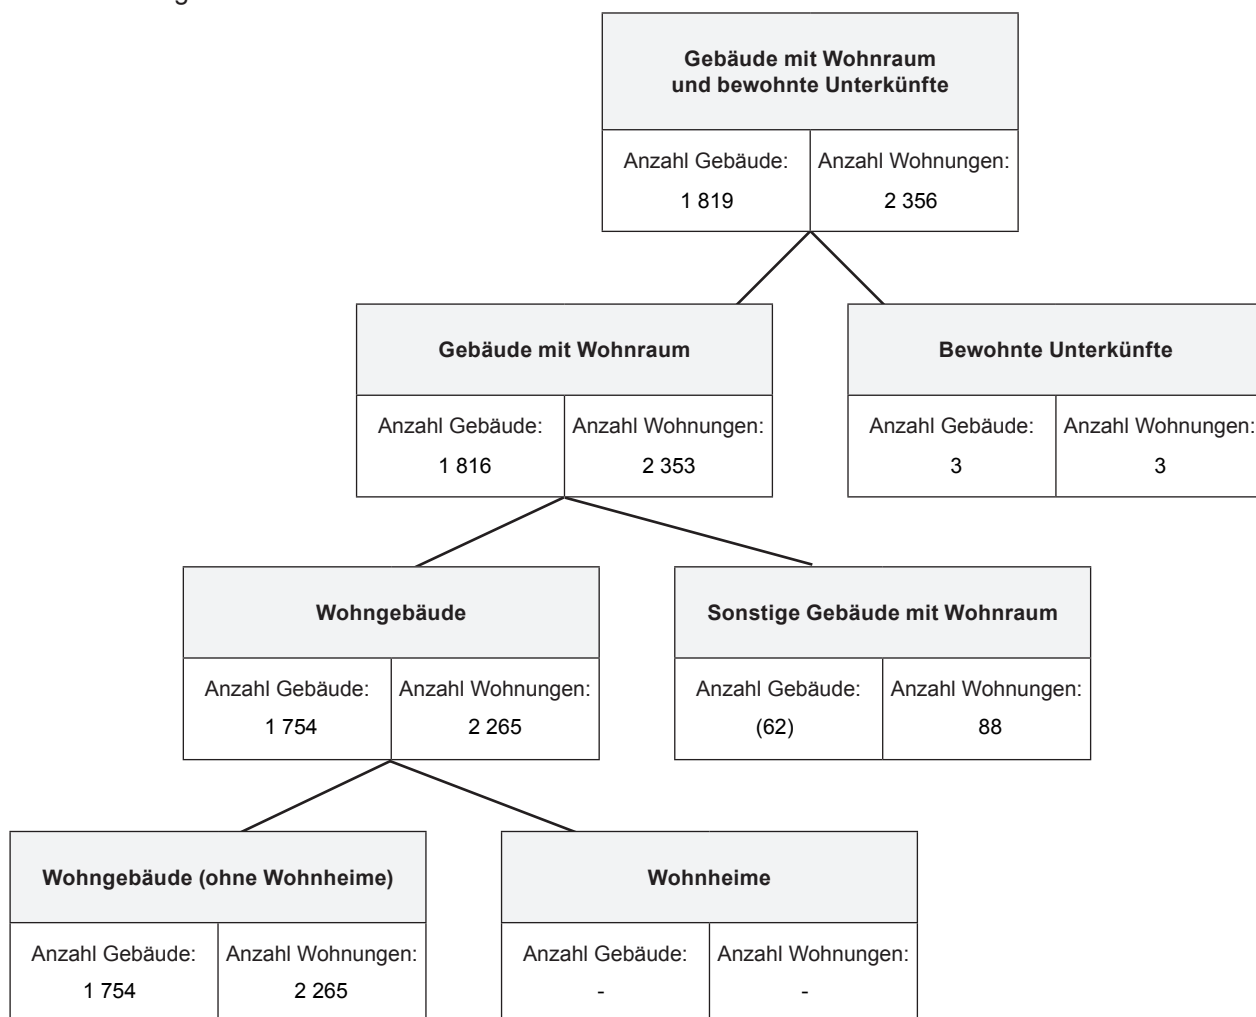 Gebäude mit Wohnraum
und bewohnte Unterkünfte
Anzahl Gebäude: Anzahl Wohnungen:
1 819 2 356
Gebäude mit Wohnraum
Anzahl Gebäude: Anzahl Wohnungen:
1 816 2 353
Bewohnte Unterkünfte
Anzahl Gebäude: Anzahl Wohnungen:
3 3
Wohngebäude
Anzahl Gebäude: Anzahl Wohnungen:
1 754 2 265
Sonstige Gebäude mit Wohnraum
Anzahl Gebäude: Anzahl Wohnungen:
(62) 88
Wohngebäude (ohne Wohnheime)
Anzahl Gebäude: Anzahl Wohnungen:
1 754 2 265
Wohnheime
Anzahl Gebäude: Anzahl Wohnungen:
- -